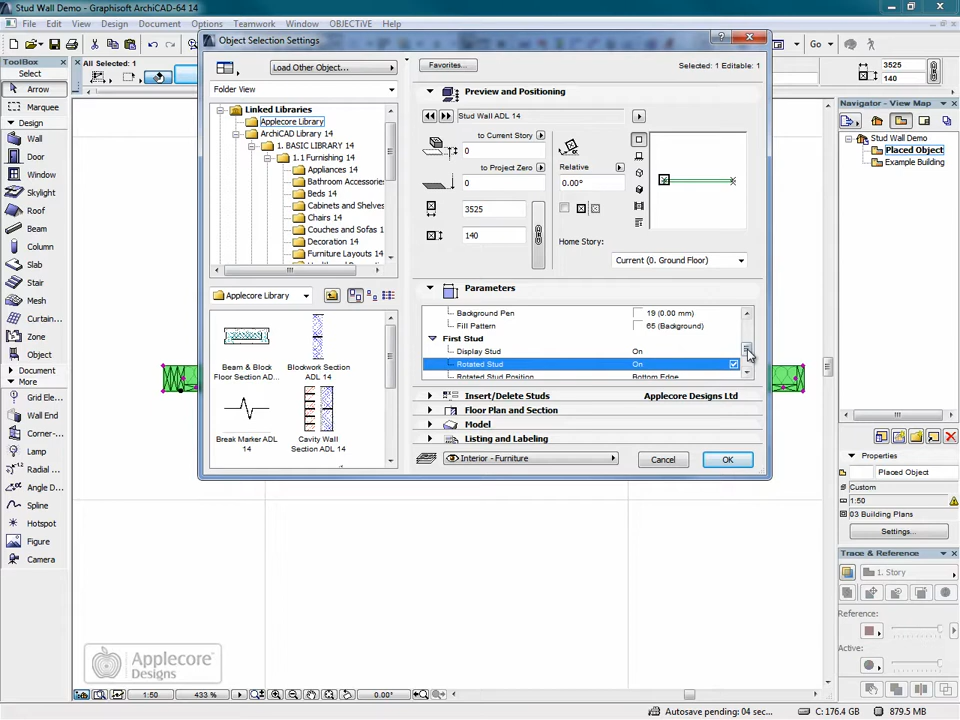 Stud Wall Demo - Graphisoft ArchiCAD-64 14
File Edit View Design Document Options Teamwork Window OBJECTiVE Help
Go
ToolBox
Select
Arrow
Marquee
Design
Wall
Door
Window
Skylight
Roof
Beam
Column
Slab
Stair
Mesh
Curtain...
Zone
Object
Document
More
Grid Ele...
Wall End
Corner-...
Lamp
Radial ...
Angle D...
Spline
Hotspot
Figure
Camera
All Selected: 1
3525
140
Object Selection Settings
Load Other Object...
Favorites...
Selected: 1 Editable: 1
Folder View
Linked Libraries
Applecore Library
ArchiCAD Library 14
1. BASIC LIBRARY 14
1.1 Furnishing 14
Appliances 14
Bathroom Accessories
Beds 14
Cabinets and Shelves
Chairs 14
Couches and Sofas 1
Decoration 14
Furniture Layouts 14
Applecore Library
Beam & Block
Floor Section AD...
Blockwork Section
ADL 14
Break Marker ADL
14
Cavity Wall
Section ADL 14
Preview and Positioning
Stud Wall ADL 14
to Current Story
0
to Project Zero
0
3525
140
Relative
0.00°
Home Story:
Current (0. Ground Floor)
Parameters
Background Pen 19 (0.00 mm)
Fill Pattern 65 (Background)
First Stud
Display Stud On
Rotated Stud On
Rotated Stud Position Bottom Edge
Insert/Delete Studs Applecore Designs Ltd
Floor Plan and Section
Model
Listing and Labeling
Interior - Furniture
Cancel
OK
Navigator - View Map
Stud Wall Demo
Placed Object
Example Building
Properties
Placed Object
Custom
1:50
03 Building Plans
Settings...
Trace & Reference
1. Story
Reference:
Active:
Applecore
Designs
1:50
433 %
0.00°
Autosave pending: 04 sec...
C: 176.4 GB
879.5 MB